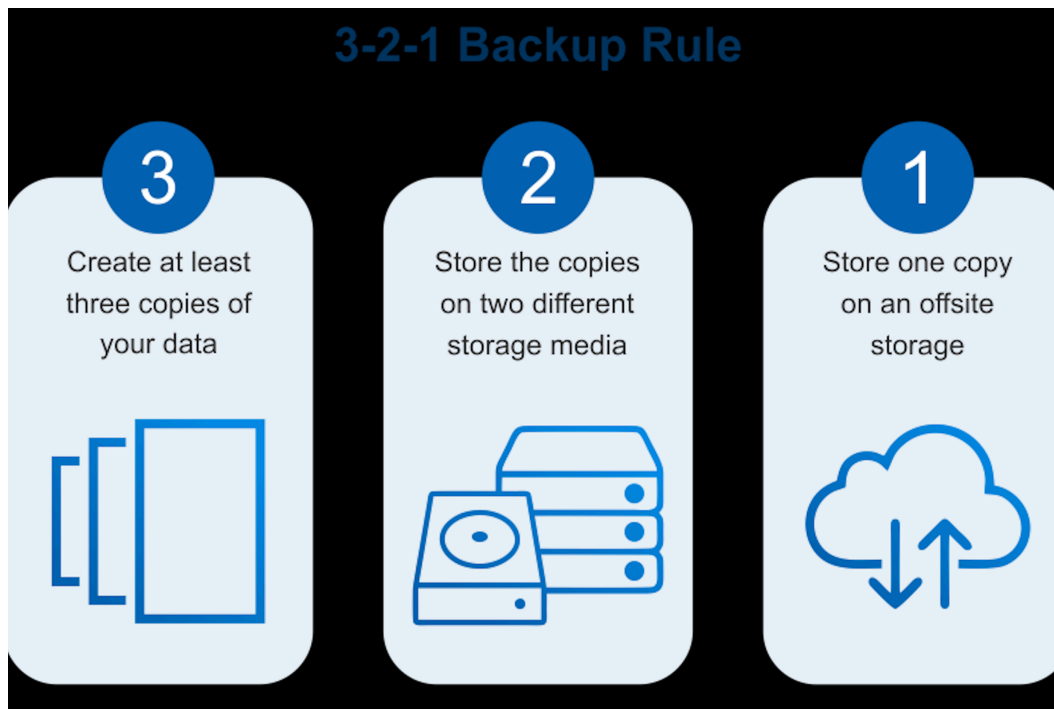 3-2-1 Backup Rule
3
Create at least
three copies of
your data
2
Store the copies
on two different
storage media
1
Store one copy
on an offsite
storage